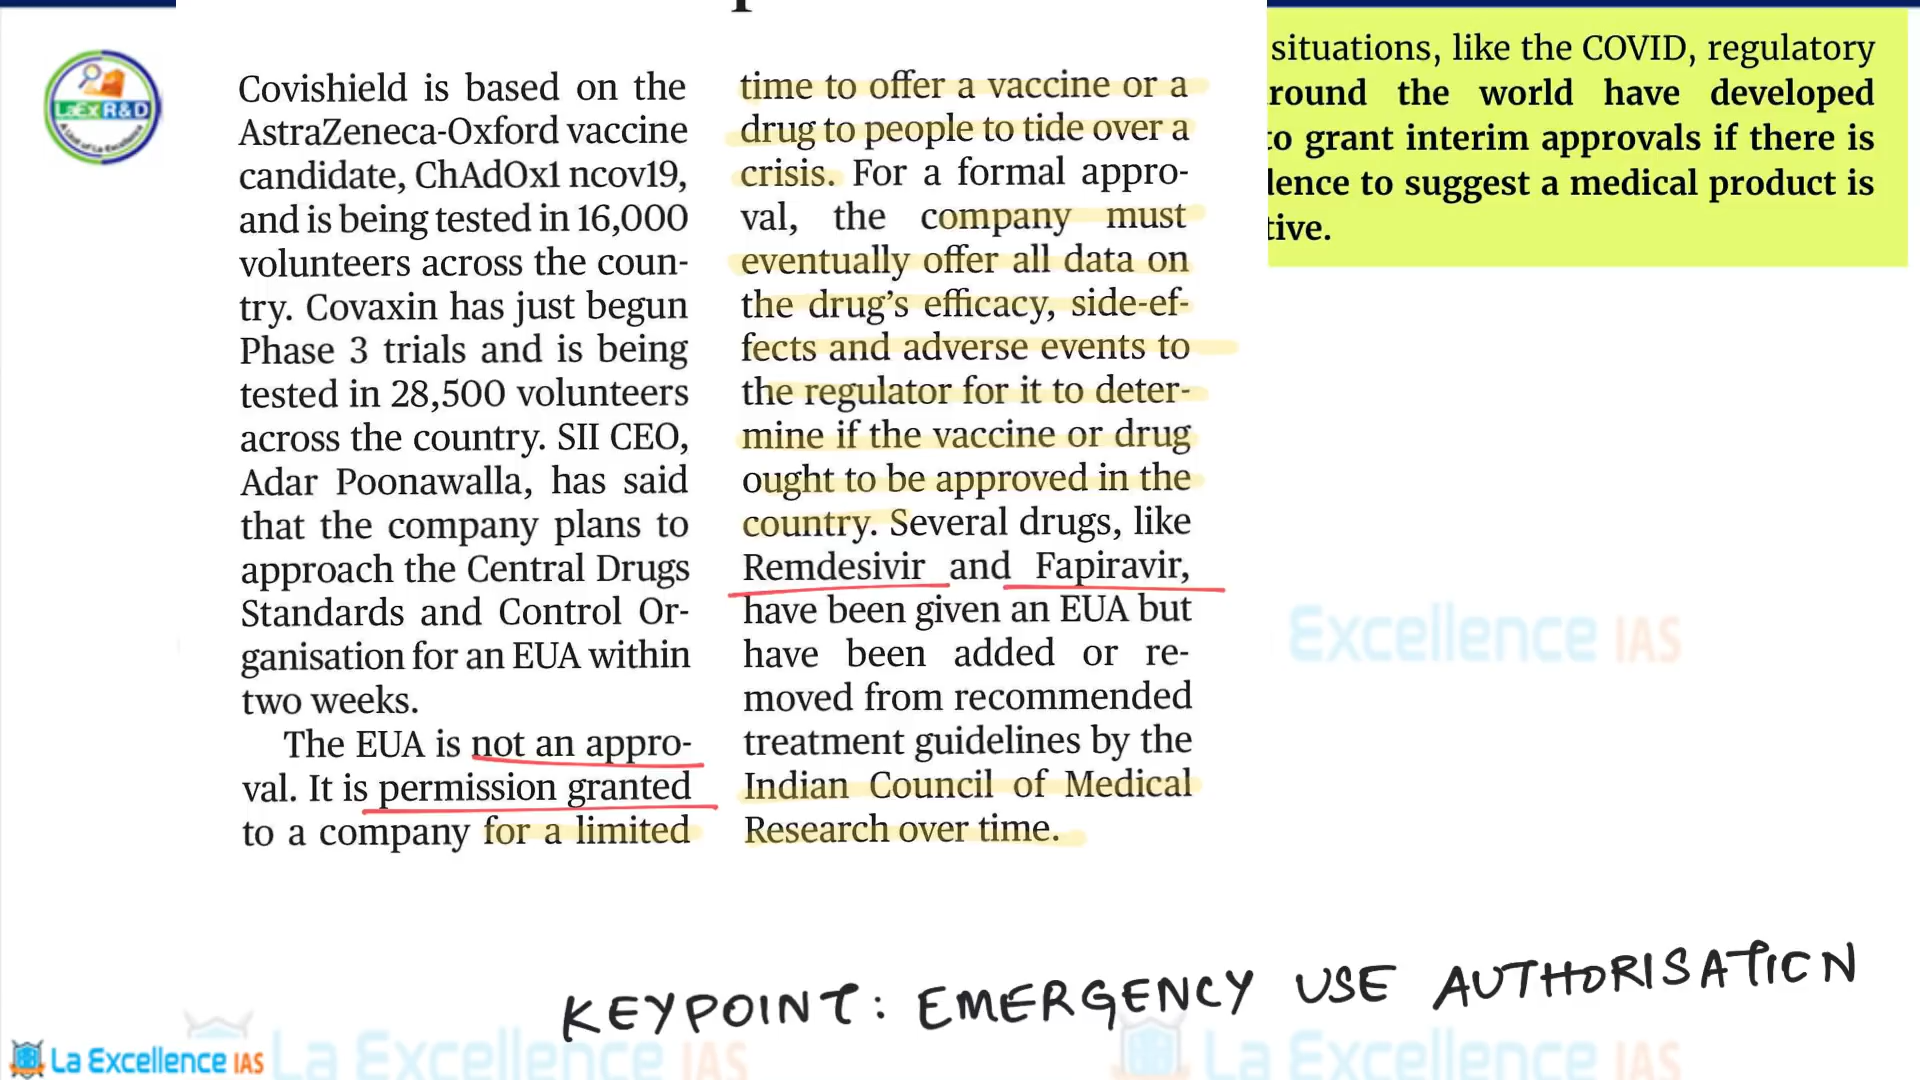 LaEx R&D
A Unit of La Excellence
Covishield is based on the
AstraZeneca-Oxford vaccine
candidate, ChAdOx1 ncov19,
and is being tested in 16,000
volunteers across the coun-
try. Covaxin has just begun
Phase 3 trials and is being
tested in 28,500 volunteers
across the country. SII CEO,
Adar Poonawalla, has said
that the company plans to
approach the Central Drugs
Standards and Control Or-
ganisation for an EUA within
two weeks.
The EUA is not an appro-
val. It is permission granted
to a company for a limited
time to offer a vaccine or a
drug to people to tide over a
crisis. For a formal appro-
val, the company must
eventually offer all data on
the drug's efficacy, side-ef-
fects and adverse events to
the regulator for it to deter-
mine if the vaccine or drug
ought to be approved in the
country. Several drugs, like
Remdesivir and Fapiravir,
have been given an EUA but
have been added or re-
moved from recommended
treatment guidelines by the
Indian Council of Medical
Research over time.
situations, like the COVID, regulatory
round the world have developed
to grant interim approvals if there is
dence to suggest a medical product is
tive.
Excellence IAS
KEYPOINT: EMERGENCY USE AUTHORISATION
La Excellence IAS
La Excellence
La Excellence IAS